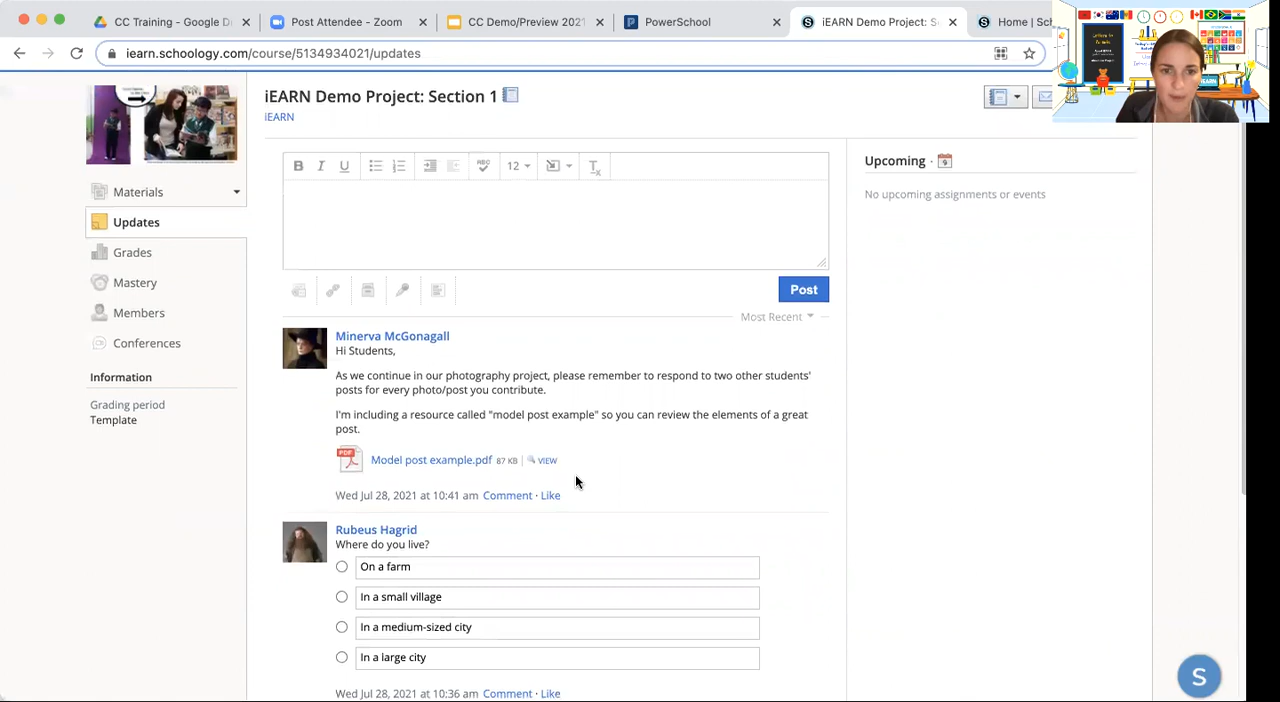 CC Training - Google Di
Post Attendee - Zoo
CC Demo/Preview 2021
PowerSchool
iEARN Demo Project: S
Home | Sch
iearn.schoology.com/course/5134934021/updates
iEARN Demo Project: Section 1
iEARN
Materials
Updates
Grades
Mastery
Members
Conferences
Information
Grading period
Template
B I U
ABC
12
Tx
Post
Most Recent
Minerva McGonagall
Hi Students,
As we continue in our photography project, please remember to respond to two other students'
posts for every photo/post you contribute.
I'm including a resource called "model post example" so you can review the elements of a great
post.
PDF
Model post example.pdf 87 KB | VIEW
Wed Jul 28, 2021 at 10:41 am Comment · Like
Rubeus Hagrid
Where do you live?
On a farm
In a small village
In a medium-sized city
In a large city
Wed Jul 28, 2021 at 10:36 am Comment · Like
Upcoming ·
No upcoming assignments or events
S